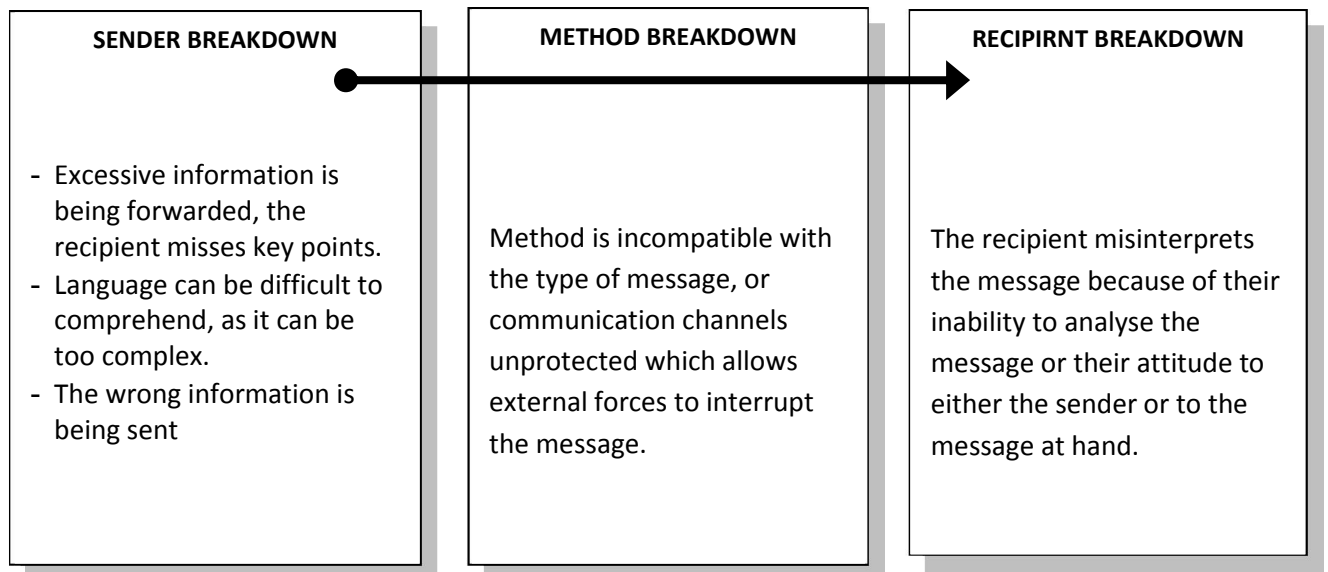 SENDER BREAKDOWN
- Excessive information is
being forwarded, the
recipient misses key points.
- Language can be difficult to
comprehend, as it can be
too complex.
- The wrong information is
being sent
METHOD BREAKDOWN
Method is incompatible with
the type of message, or
communication channels
unprotected which allows
external forces to interrupt
the message.
RECIPIRNT BREAKDOWN
The recipient misinterprets
the message because of their
inability to analyse the
message or their attitude to
either the sender or to the
message at hand.